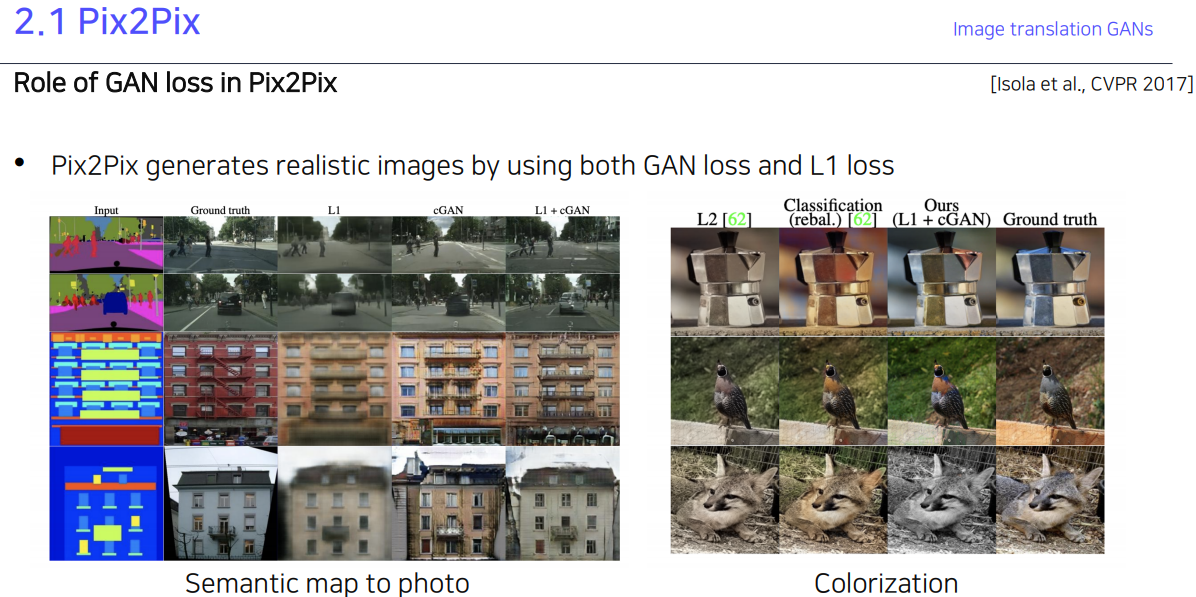 2.1 Pix2Pix
Image translation GANs
Role of GAN loss in Pix2Pix
[Isola et al., CVPR 2017]
• Pix2Pix generates realistic images by using both GAN loss and L1 loss
Input Ground truth L1 cGAN L1 + cGAN
L2 [62] Classification (rebal.) [62] Ours (L1 + cGAN) Ground truth
Semantic map to photo
Colorization